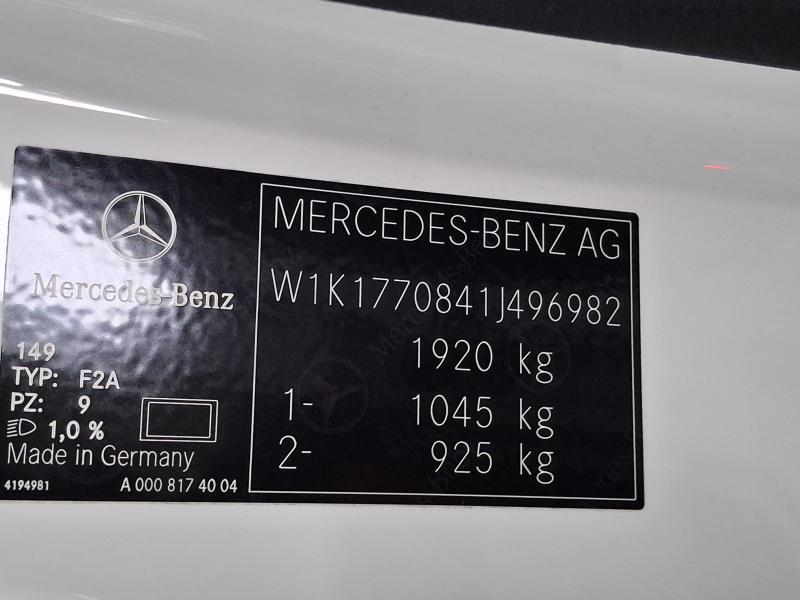 Mercedes-Benz
149
TYP: F2A
PZ: 9
1,0 %
Made in Germany
4194981 A 000 817 40 04
MERCEDES-BENZ AG
W1K1770841J496982
1920 kg
1- 1045 kg
2- 925 kg